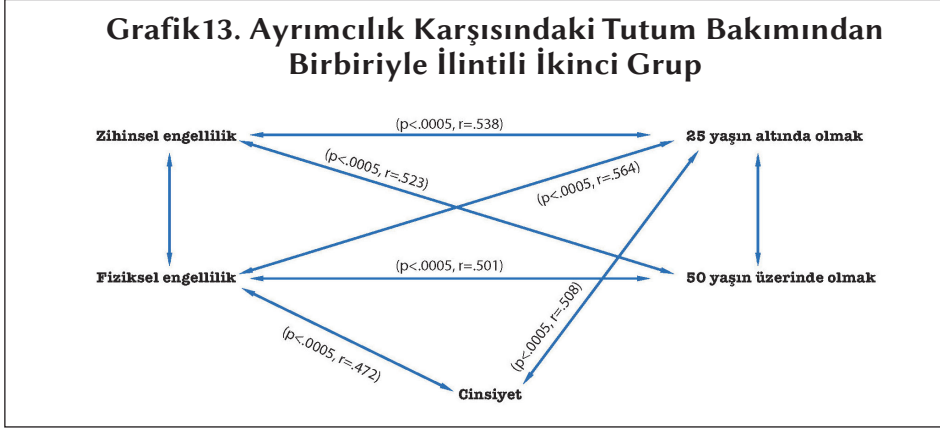 Grafik13. Ayrımcılık Karşısındaki Tutum Bakımından
Birbiriyle İlintili İkinci Grup
(p<.0005, r=.538)
Zihinsel engellilik
25 yaşın altında olmak
(p<.0005, r=.523)
(p<.0005, r=.564)
(p<.0005, r=.501)
Fiziksel engellilik
50 yaşın üzerinde olmak
(p<.0005, r=.508)
(p<.0005, r=.472)
Cinsiyet